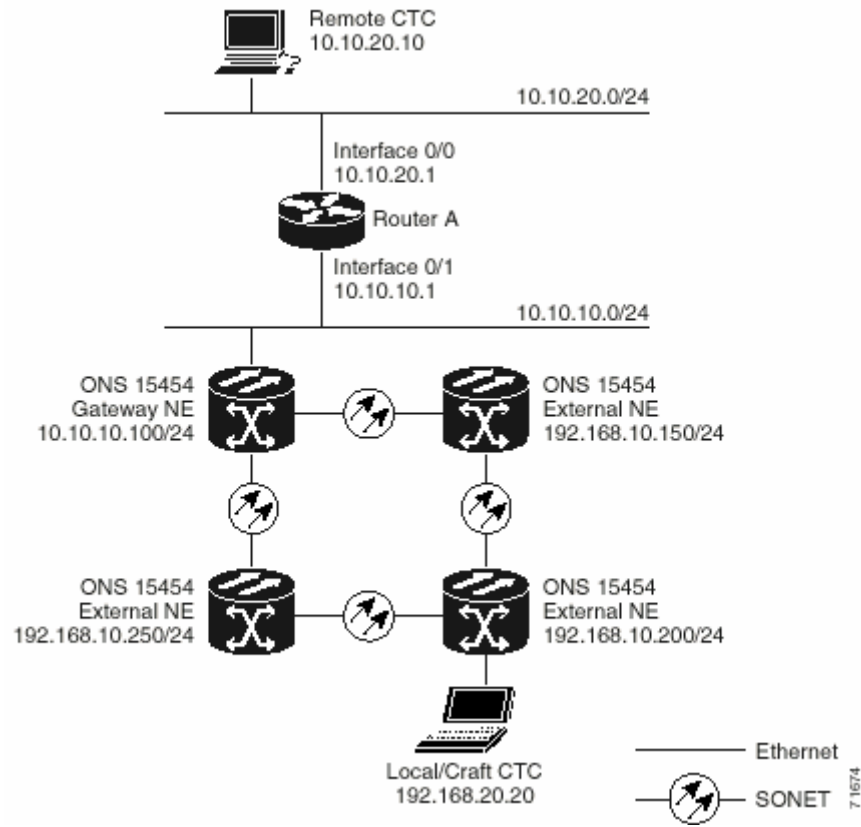 Remote CTC
10.10.20.10
10.10.20.0/24
Interface 0/0
10.10.20.1
Router A
Interface 0/1
10.10.10.1
10.10.10.0/24
ONS 15454
Gateway NE
10.10.10.100/24
ONS 15454
External NE
192.168.10.150/24
ONS 15454
External NE
192.168.10.250/24
ONS 15454
External NE
192.168.10.200/24
Local/Craft CTC
192.168.20.20
Ethernet
SONET
71674